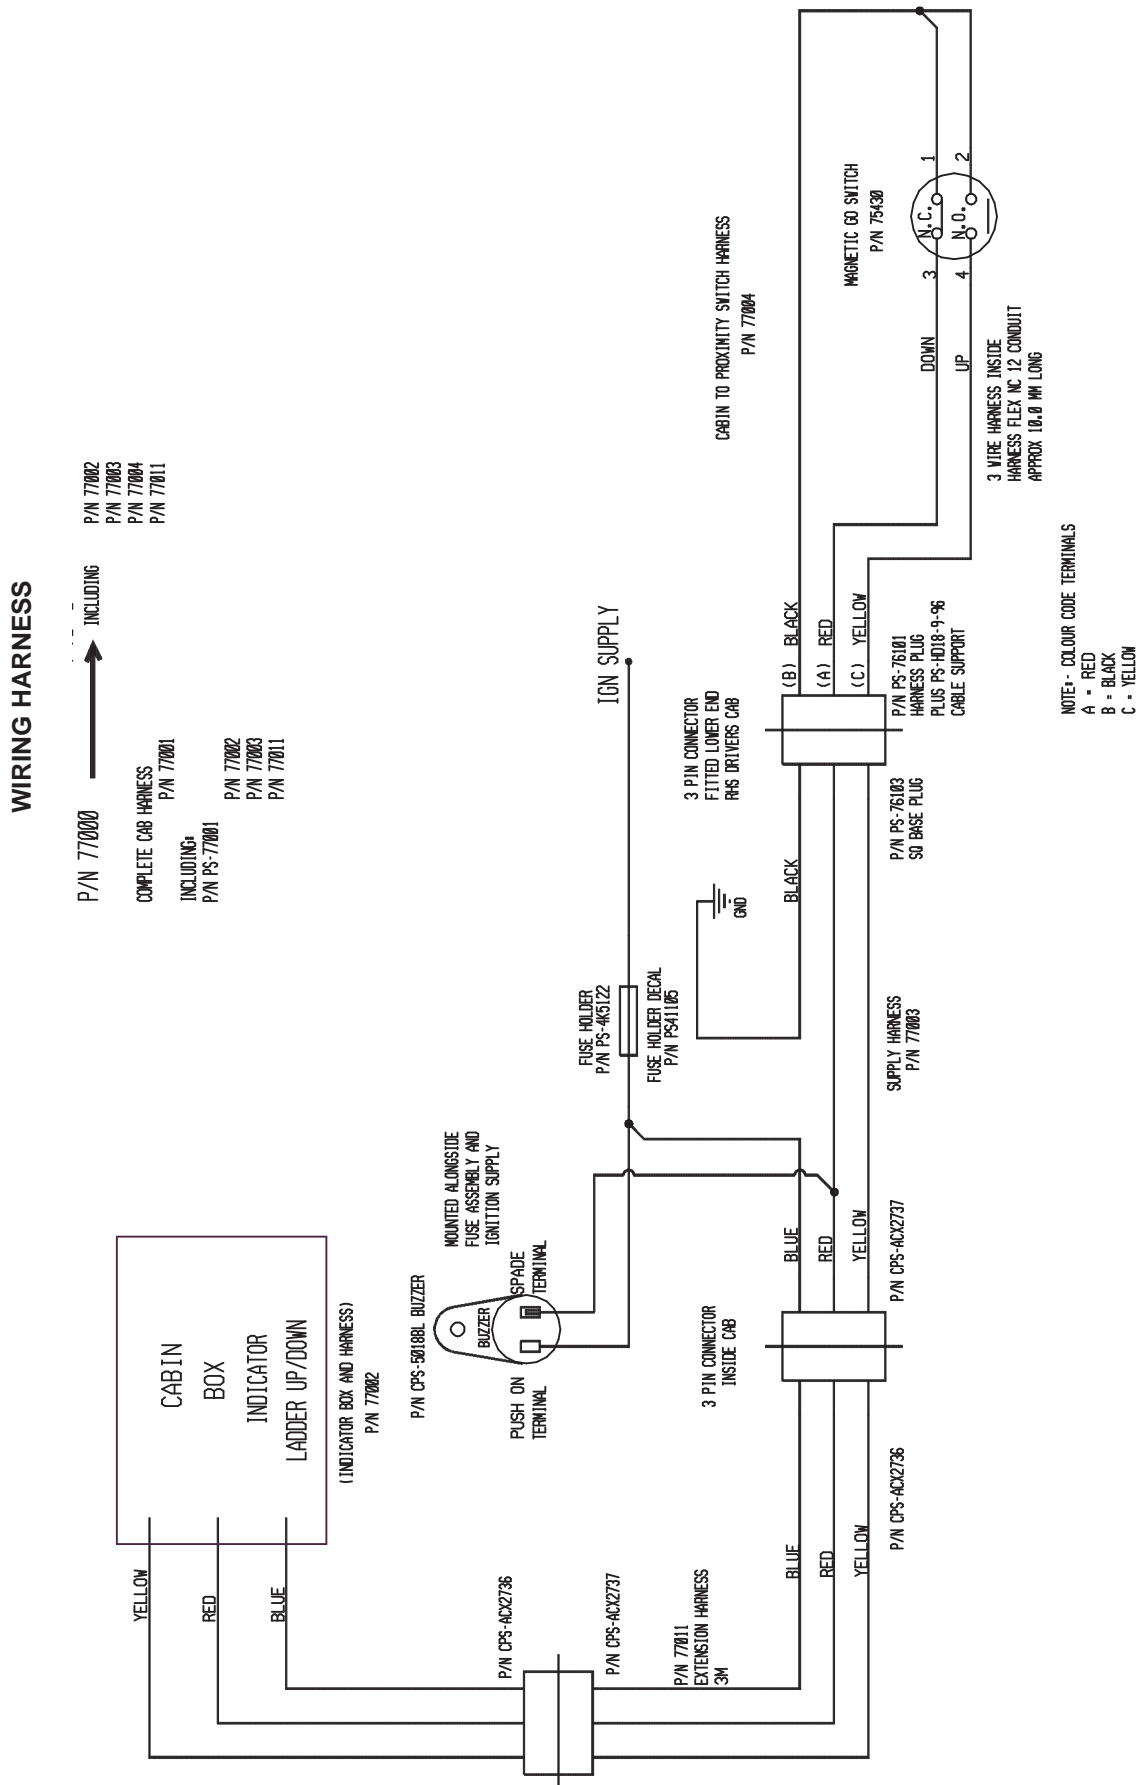 WIRING HARNESS
P/N 77000
INCLUDING
P/N 77002
P/N 77003
P/N 77004
P/N 77011
COMPLETE CAB HARNESS
P/N 77001
INCLUDING:
P/N PS-77001
P/N 77002
P/N 77003
P/N 77011
CABIN
BOX
INDICATOR
LADDER UP/DOWN
(INDICATOR BOX AND HARNESS)
P/N 77002
YELLOW
RED
BLUE
P/N CPS-5018BL BUZZER
MOUNTED ALONGSIDE
FUSE ASSEMBLY AND
IGNITION SUPPLY
BUZZER
SPADE
TERMINAL
PUSH ON
TERMINAL
P/N CPS-ACX2736
P/N CPS-ACX2737
P/N 77011
EXTENSION HARNESS
3M
FUSE HOLDER
P/N PS-4K5122
FUSE HOLDER DECAL
P/N PS41105
IGN SUPPLY
GND
3 PIN CONNECTOR
INSIDE CAB
BLUE
RED
YELLOW
P/N CPS-ACX2736
BLUE
RED
YELLOW
P/N CPS-ACX2737
SUPPLY HARNESS
P/N 77003
BLACK
3 PIN CONNECTOR
FITTED LOWER END
RHS DRIVERS CAB
P/N PS-76103
SQ BASE PLUG
(B) BLACK
(A) RED
(C) YELLOW
P/N PS-76101
HARNESS PLUG
PLUS PS-HD18-9-96
CABLE SUPPORT
CABIN TO PROXIMITY SWITCH HARNESS
P/N 77004
MAGNETIC GO SWITCH
P/N 75430
DOWN
UP
3
4
N.C.
N.O.
1
2
3 WIRE HARNESS INSIDE
HARNESS FLEX NC 12 CONDUIT
APPROX 10.0 MM LONG
NOTE:- COLOUR CODE TERMINALS
A = RED
B = BLACK
C = YELLOW